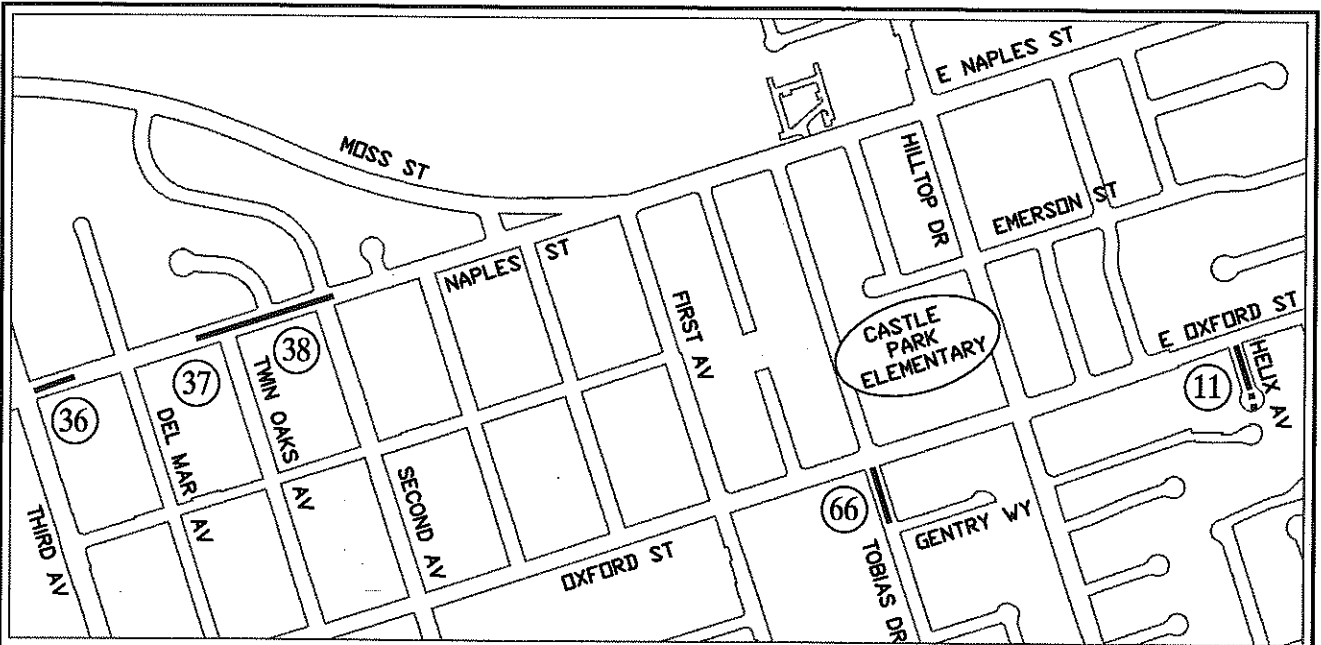 E NAPLES ST
MOSS ST
HILLTOP DR
EMERSON ST
NAPLES ST
FIRST AV
CASTLE
PARK
ELEMENTARY
E OXFORD ST
HELIX AV
11
38
37
36
TWIN OAKS AV
DEL MAR AV
SECOND AV
THIRD AV
66
GENTRY WY
OXFORD ST
TOBIAS DR